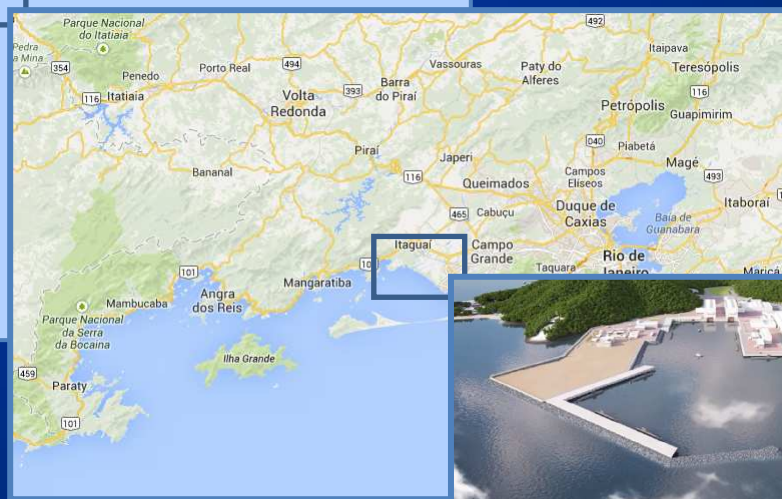 Parque Nacional
do Itatiaia
492
Pedra
a Mina
354
Penedo
Porto Real
494
Vassouras
Paty do
Alferes
Itaipava
Teresópolis
116
Itatiaia
Volta
Redonda
393
Barra
do Piraí
Petrópolis
116
Guapimirim
Piraí
040
Piabetá
Bananal
116
Japeri
Magé
493
Queimados
Campos
Elíseos
Duque de
Caxias
Itaboraí
465
Cabuçu
Baía de
Guanabara
Itaguaí
Campo
Grande
Taquara
Rio de
Janeiro
Maricá
101
10
Mangaratiba
Mambucaba
Angra
dos Reis
Parque Nacional
da Serra
da Bocaina
Ilha Grande
459
Paraty
101